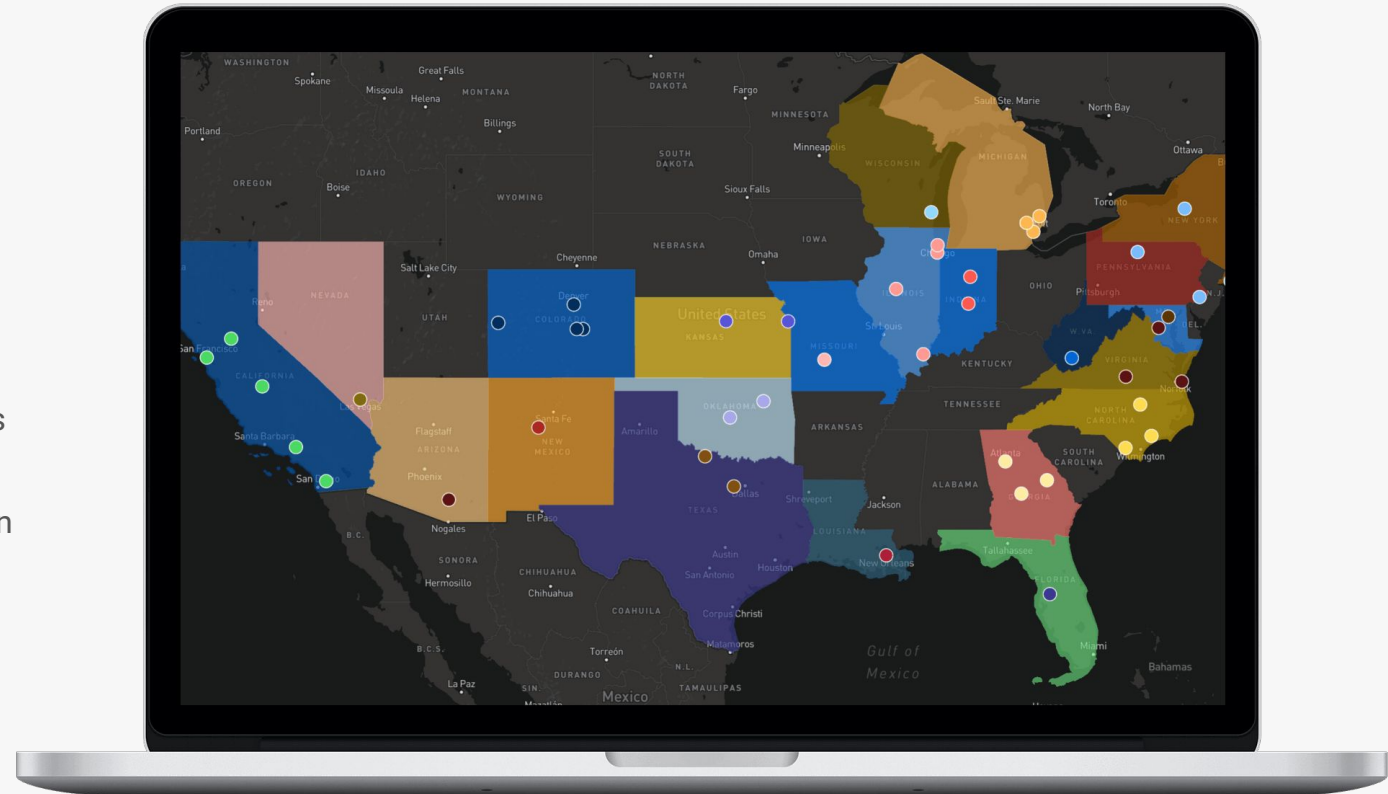 WASHINGTON
Spokane
Great Falls
Missoula
Helena
MONTANA
NORTH
DAKOTA
Fargo
Sault Ste. Marie
North Bay
Billings
MINNESOTA
Portland
Minneapolis
Ottawa
SOUTH
DAKOTA
WISCONSIN
MICHIGAN
IDAHO
OREGON
Boise
WYOMING
Sioux Falls
Toronto
NEW YORK
IOWA
NEBRASKA
Omaha
Cheyenne
Salt Lake City
Chicago
PENNSYLVANIA
Pittsburgh
OHIO
N.J.
NEVADA
Reno
UTAH
Denver
COLORADO
United States
KANSAS
ILLINOIS
INDIANA
St. Louis
MISSOURI
W.VA
DEL.
San Francisco
CALIFORNIA
KENTUCKY
VIRGINIA
Norfolk
Las Vegas
TENNESSEE
NORTH
CAROLINA
s
Santa Barbara
Flagstaff
ARIZONA
Santa Fe
NEW
MEXICO
Amarillo
OKLAHOMA
ARKANSAS
Atlanta
SOUTH
CAROLINA
Wilmington
San Diego
Phoenix
Dallas
Shreveport
Jackson
ALABAMA
GEORGIA
n
Nogales
El Paso
TEXAS
LOUISIANA
B.C.
SONORA
Hermosillo
CHIHUAHUA
Chihuahua
Austin
San Antonio
Houston
New Orleans
Tallahassee
FLORIDA
COAHUILA
Corpus Christi
B.C.S.
Torreón
Matamoros
Gulf of
Mexico
Miami
Bahamas
La Paz
DURANGO
SIN.
N.L.
TAMAULIPAS
Mazatlán
Mexico